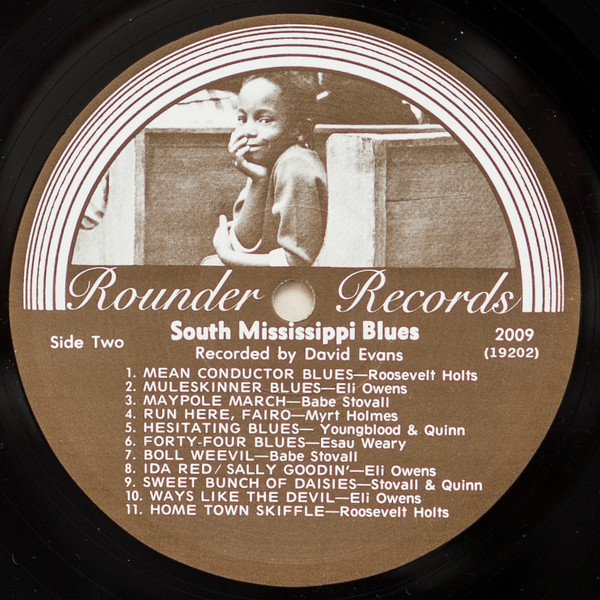 Rounder Records
South Mississippi Blues
Side Two
2009
Recorded by David Evans
(19202)
1. MEAN CONDUCTOR BLUES—Roosevelt Holts
2. MULESKINNER BLUES—Eli Owens
3. MAYPOLE MARCH—Babe Stovall
4. RUN HERE, FAIRO—Myrt Holmes
5. HESITATING BLUES— Youngblood & Quinn
6. FORTY-FOUR BLUES—Esau Weary
7. BOLL WEEVIL—Babe Stovall
8. IDA RED / SALLY GOODIN'—Eli Owens
9. SWEET BUNCH OF DAISIES—Stovall & Quinn
10. WAYS LIKE THE DEVIL—Eli Owens
11. HOME TOWN SKIFFLE—Roosevelt Holts